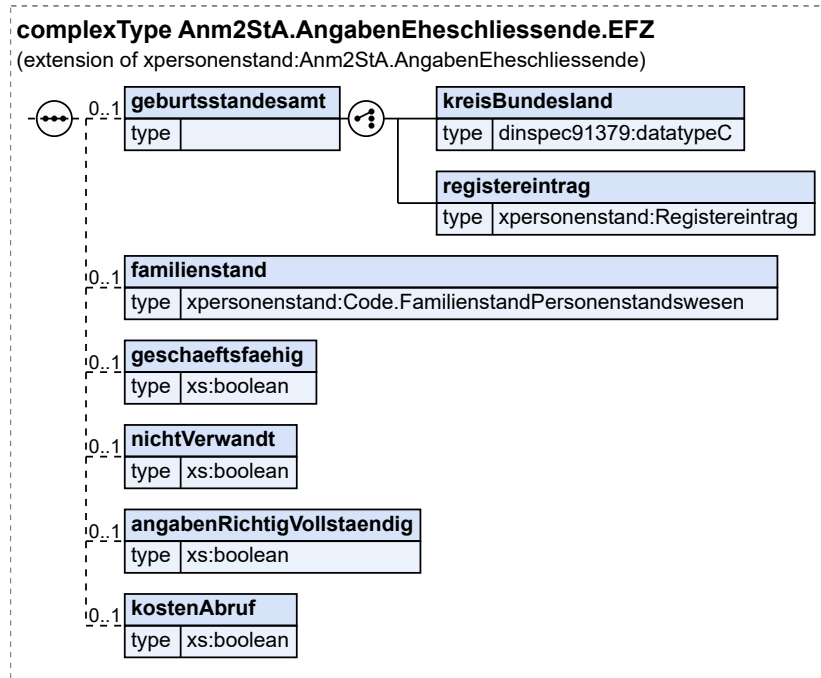 complexType Anm2StA.AngabenEheschliessende.EFZ
(extension of xpersonenstand:Anm2StA.AngabenEheschliessende)
0..1 geburtsstandesamt
type
kreisBundesland
type dinspec91379:datatypeC
registereintrag
type xpersonenstand:Registereintrag
0..1 familienstand
type xpersonenstand:Code.FamilienstandPersonenstandswesen
0..1 geschaeftsfaehig
type xs:boolean
0..1 nichtVerwandt
type xs:boolean
0..1 angabenRichtigVollstaendig
type xs:boolean
0..1 kostenAbruf
type xs:boolean